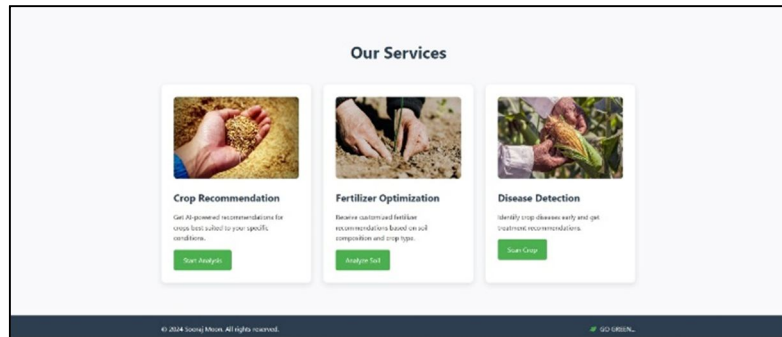 Our Services
Crop Recommendation
Get AI-powered recommendations for
crops best suited to your specific
conditions.
Start Analysis
Fertilizer Optimization
Receive customized fertilizer
recommendations based on soil
composition and crop type.
Analyze Soil
Disease Detection
Identify crop diseases early and get
treatment recommendations.
Scan Crop
© 2024 Sooraj Moon. All rights reserved.
GO GREEN...